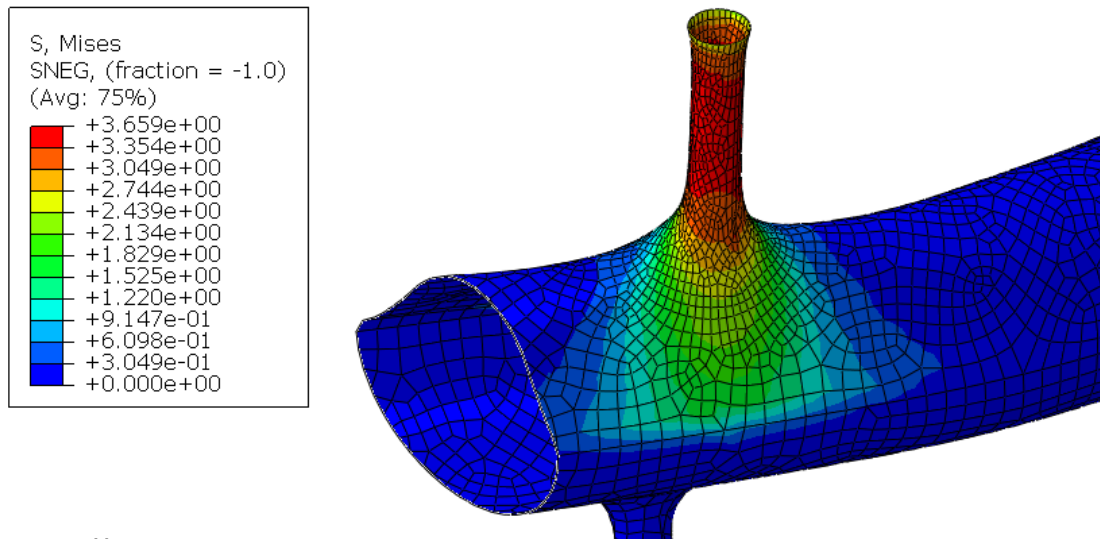 S, Mises
SNEG, (fraction = -1.0)
(Avg: 75%)
+3.659e+00
+3.354e+00
+3.049e+00
+2.744e+00
+2.439e+00
+2.134e+00
+1.829e+00
+1.525e+00
+1.220e+00
+9.147e-01
+6.098e-01
+3.049e-01
+0.000e+00